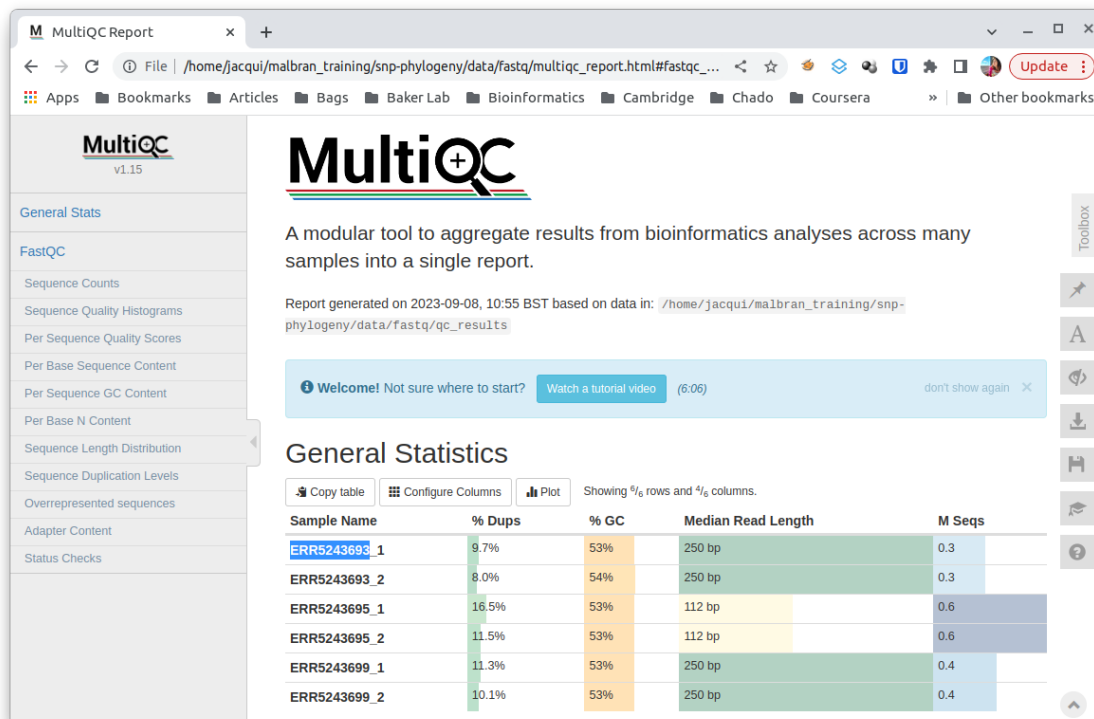 M MultiQC Report × +
File | /home/jacqui/malbran_training/snp-phylogeny/data/fastq/multiqc_report.html#fastqc_... Update
Apps Bookmarks Articles Bags Baker Lab Bioinformatics Cambridge Chado Coursera » Other bookmarks
MultiQC
v1.15
General Stats
FastQC
Sequence Counts
Sequence Quality Histograms
Per Sequence Quality Scores
Per Base Sequence Content
Per Sequence GC Content
Per Base N Content
Sequence Length Distribution
Sequence Duplication Levels
Overrepresented sequences
Adapter Content
Status Checks
MultiQC
A modular tool to aggregate results from bioinformatics analyses across many
samples into a single report.
Report generated on 2023-09-08, 10:55 BST based on data in: /home/jacqui/malbran_training/snp-
phylogeny/data/fastq/qc_results
Welcome! Not sure where to start? Watch a tutorial video (6:06) don't show again ×
General Statistics
Copy table Configure Columns Plot Showing 6/6 rows and 4/6 columns.
Sample Name % Dups % GC Median Read Length M Seqs
ERR5243693_1 9.7% 53% 250 bp 0.3
ERR5243693_2 8.0% 54% 250 bp 0.3
ERR5243695_1 16.5% 53% 112 bp 0.6
ERR5243695_2 11.5% 53% 112 bp 0.6
ERR5243699_1 11.3% 53% 250 bp 0.4
ERR5243699_2 10.1% 53% 250 bp 0.4
Toolbox
A